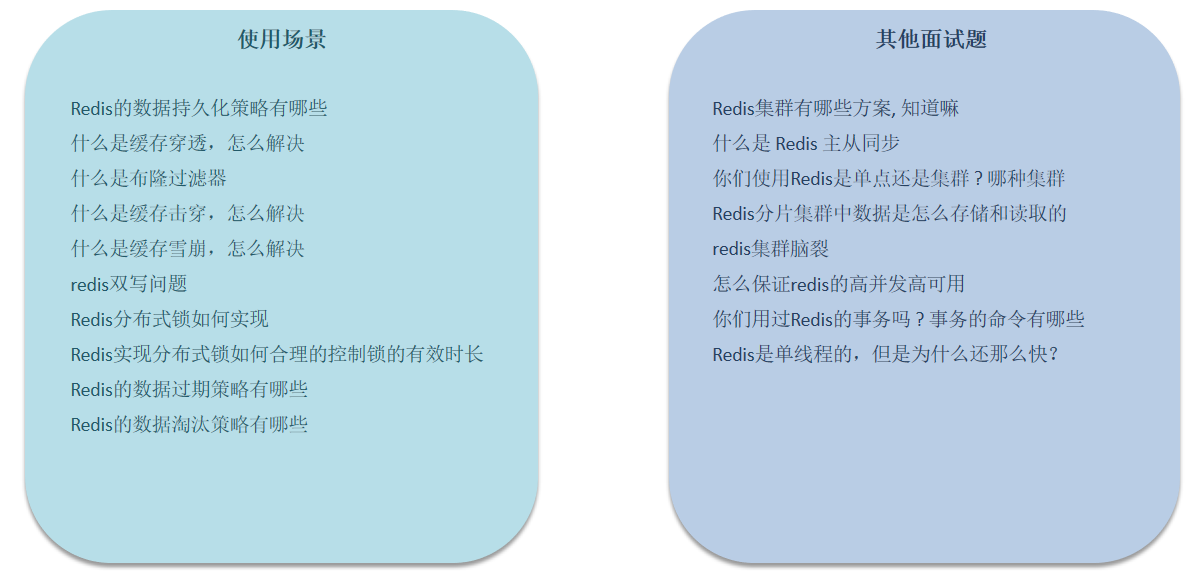 使用场景
Redis的数据持久化策略有哪些
什么是缓存穿透，怎么解决
什么是布隆过滤器
什么是缓存击穿，怎么解决
什么是缓存雪崩，怎么解决
redis双写问题
Redis分布式锁如何实现
Redis实现分布式锁如何合理的控制锁的有效时长
Redis的数据过期策略有哪些
Redis的数据淘汰策略有哪些
其他面试题
Redis集群有哪些方案, 知道嘛
什么是 Redis 主从同步
你们使用Redis是单点还是集群？哪种集群
Redis分片集群中数据是怎么存储和读取的
redis集群脑裂
怎么保证redis的高并发高可用
你们用过Redis的事务吗？事务的命令有哪些
Redis是单线程的，但是为什么还那么快?